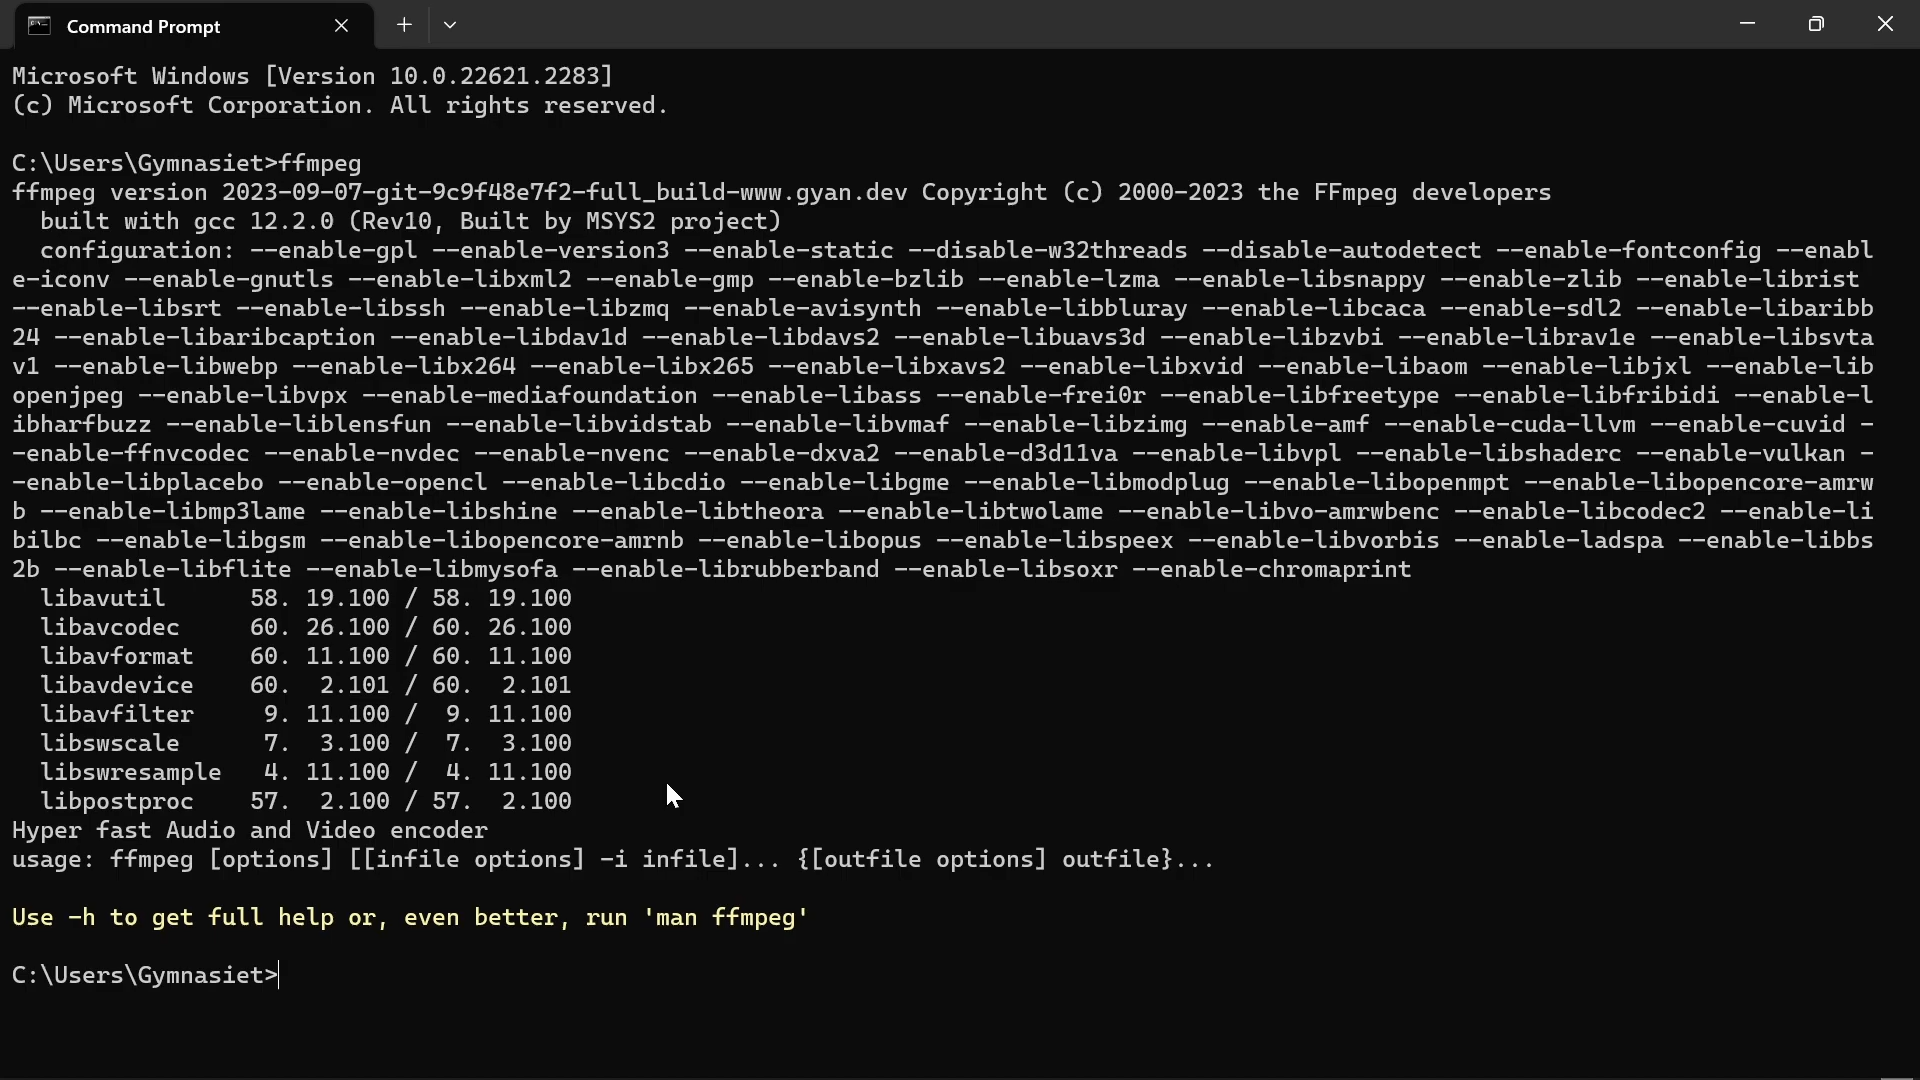 Command Prompt
Microsoft Windows [Version 10.0.22621.2283]
(c) Microsoft Corporation. All rights reserved.
C:\Users\Gymnasiet>ffmpeg
ffmpeg version 2023-09-07-git-9c9f48e7f2-full_build-www.gyan.dev Copyright (c) 2000-2023 the FFmpeg developers
built with gcc 12.2.0 (Rev10, Built by MSYS2 project)
configuration: --enable-gpl --enable-version3 --enable-static --disable-w32threads --disable-autodetect --enable-fontconfig --enabl
e-iconv --enable-gnutls --enable-libxml2 --enable-gmp --enable-bzlib --enable-lzma --enable-libsnappy --enable-zlib --enable-librist
--enable-libsrt --enable-libssh --enable-libzmq --enable-avisynth --enable-libbluray --enable-libcaca --enable-sdl2 --enable-libaribb
24 --enable-libaribcaption --enable-libdav1d --enable-libdavs2 --enable-libuavs3d --enable-libzvbi --enable-librav1e --enable-libsvta
v1 --enable-libwebp --enable-libx264 --enable-libx265 --enable-libxavs2 --enable-libxvid --enable-libaom --enable-libjxl --enable-lib
openjpeg --enable-libvpx --enable-mediafoundation --enable-libass --enable-frei0r --enable-libfreetype --enable-libfribidi --enable-l
ibharfbuzz --enable-liblensfun --enable-libvidstab --enable-libvmaf --enable-libzimg --enable-amf --enable-cuda-llvm --enable-cuvid -
-enable-ffnvcodec --enable-nvdec --enable-nvenc --enable-dxva2 --enable-d3d11va --enable-libvpl --enable-libshaderc --enable-vulkan -
-enable-libplacebo --enable-opencl --enable-libcdio --enable-libgme --enable-libmodplug --enable-libopenmpt --enable-libopencore-amrw
b --enable-libmp3lame --enable-libshine --enable-libtheora --enable-libtwolame --enable-libvo-amrwbenc --enable-libcodec2 --enable-li
bilbc --enable-libgsm --enable-libopencore-amrnb --enable-libopus --enable-libspeex --enable-libvorbis --enable-ladspa --enable-libbs
2b --enable-libflite --enable-libmysofa --enable-librubberband --enable-libsoxr --enable-chromaprint
libavutil      58. 19.100 / 58. 19.100
libavcodec     60. 26.100 / 60. 26.100
libavformat    60. 11.100 / 60. 11.100
libavdevice    60.  2.101 / 60.  2.101
libavfilter     9. 11.100 /  9. 11.100
libswscale      7.  3.100 /  7.  3.100
libswresample   4. 11.100 /  4. 11.100
libpostproc    57.  2.100 / 57.  2.100
Hyper fast Audio and Video encoder
usage: ffmpeg [options] [[infile options] -i infile]... {[outfile options] outfile}...
Use -h to get full help or, even better, run 'man ffmpeg'
C:\Users\Gymnasiet>